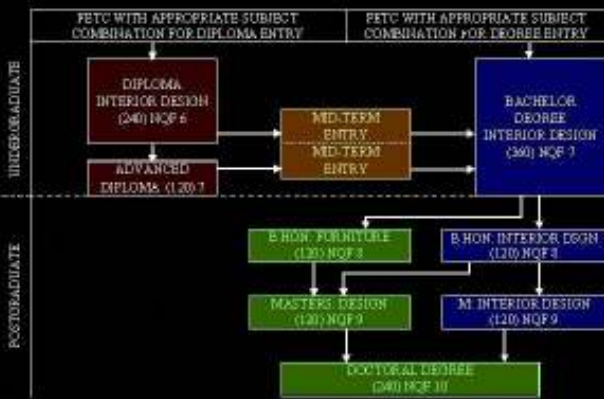 FETC WITH APPROPRIATE SUBJECT
COMBINATION FOR DIPLOMA ENTRY
FETC WITH APPROPRIATE SUBJECT
COMBINATION FOR DEGREE ENTRY
UNDERGRADUATE
DIPLOMA
INTERIOR DESIGN
(240) NQF 6
MID-TERM
ENTRY
MID-TERM
ENTRY
BACHELOR
DEGREE
INTERIOR DESIGN
(360) NQF 7
ADVANCED
DIPLOMA (120) 7
POSTGRADUATE
B HON: FURNITURE
(120) NQF 8
B HON: INTERIOR DSGN
(120) NQF 8
MASTERS: DESIGN
(120) NQF 9
M: INTERIOR DESIGN
(120) NQF 9
DOCTORAL DEGREE
(240) NQF 10